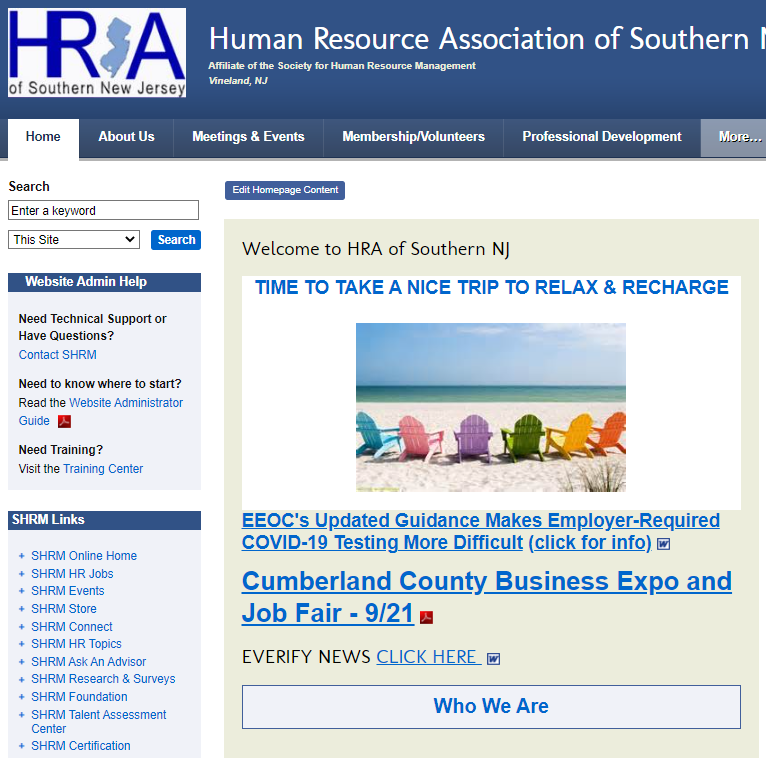 HRA
of Southern New Jersey
Human Resource Association of Southern
Affiliate of the Society for Human Resource Management
Vineland, NJ
Home
About Us
Meetings & Events
Membership/Volunteers
Professional Development
More...
Search
Enter a keyword
This Site
Search
Website Admin Help
Need Technical Support or
Have Questions?
Contact SHRM
Need to know where to start?
Read the Website Administrator
Guide
Need Training?
Visit the Training Center
SHRM Links
SHRM Online Home
SHRM HR Jobs
SHRM Events
SHRM Store
SHRM Connect
SHRM HR Topics
SHRM Ask An Advisor
SHRM Research & Surveys
SHRM Foundation
SHRM Talent Assessment
Center
SHRM Certification
Edit Homepage Content
Welcome to HRA of Southern NJ
TIME TO TAKE A NICE TRIP TO RELAX & RECHARGE
EEOC's Updated Guidance Makes Employer-Required
COVID-19 Testing More Difficult (click for info)
Cumberland County Business Expo and
Job Fair - 9/21
EVERIFY NEWS CLICK HERE
Who We Are